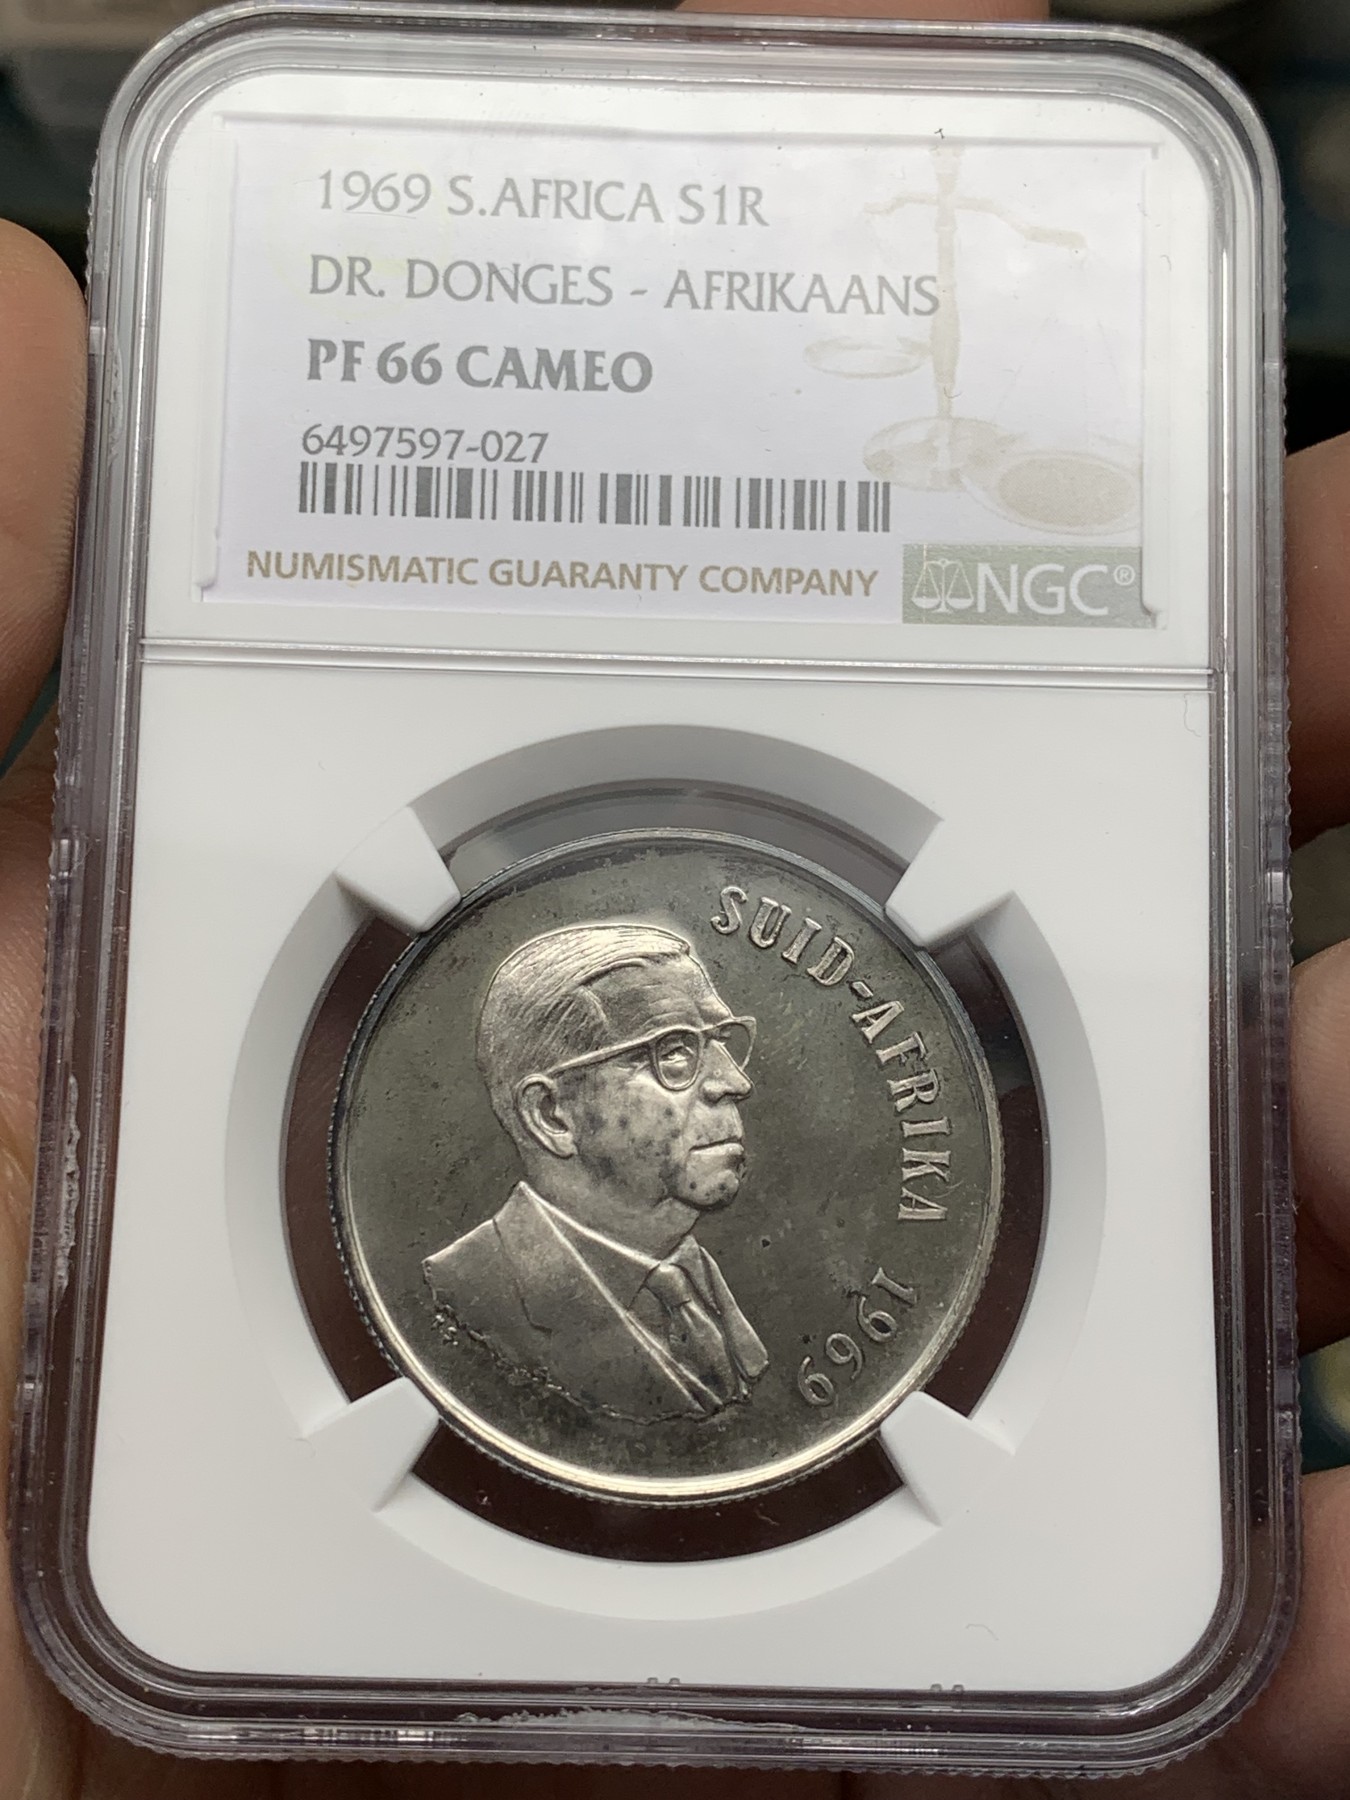 1969 S.AFRICA S1R
DR. DONGES - AFRIKAANS
PF 66 CAMEO
6497597-027
NUMISMATIC GUARANTY COMPANY
NGC®
SUID-AFRIKA 1969